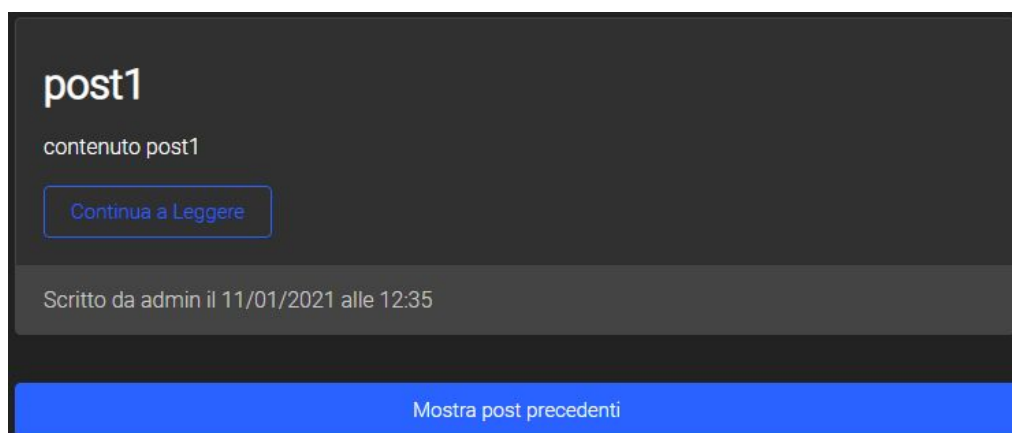 post1
contenuto post1
Continua a Leggere
Scritto da admin il 11/01/2021 alle 12:35
Mostra post precedenti